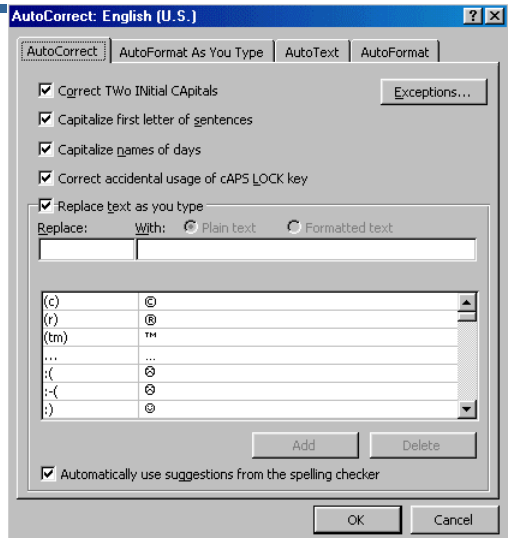 AutoCorrect: English (U.S.)
AutoCorrect AutoFormat As You Type AutoText AutoFormat
Correct TWo INitial CApitals Exceptions...
Capitalize first letter of sentences
Capitalize names of days
Correct accidental usage of cAPS LOCK key
Replace text as you type
Replace: With: Plain text Formatted text
(c) ©
(r) ®
(tm) ™
... ...
:( ☹
:-( ☹
:) ☺
Add Delete
Automatically use suggestions from the spelling checker
OK Cancel